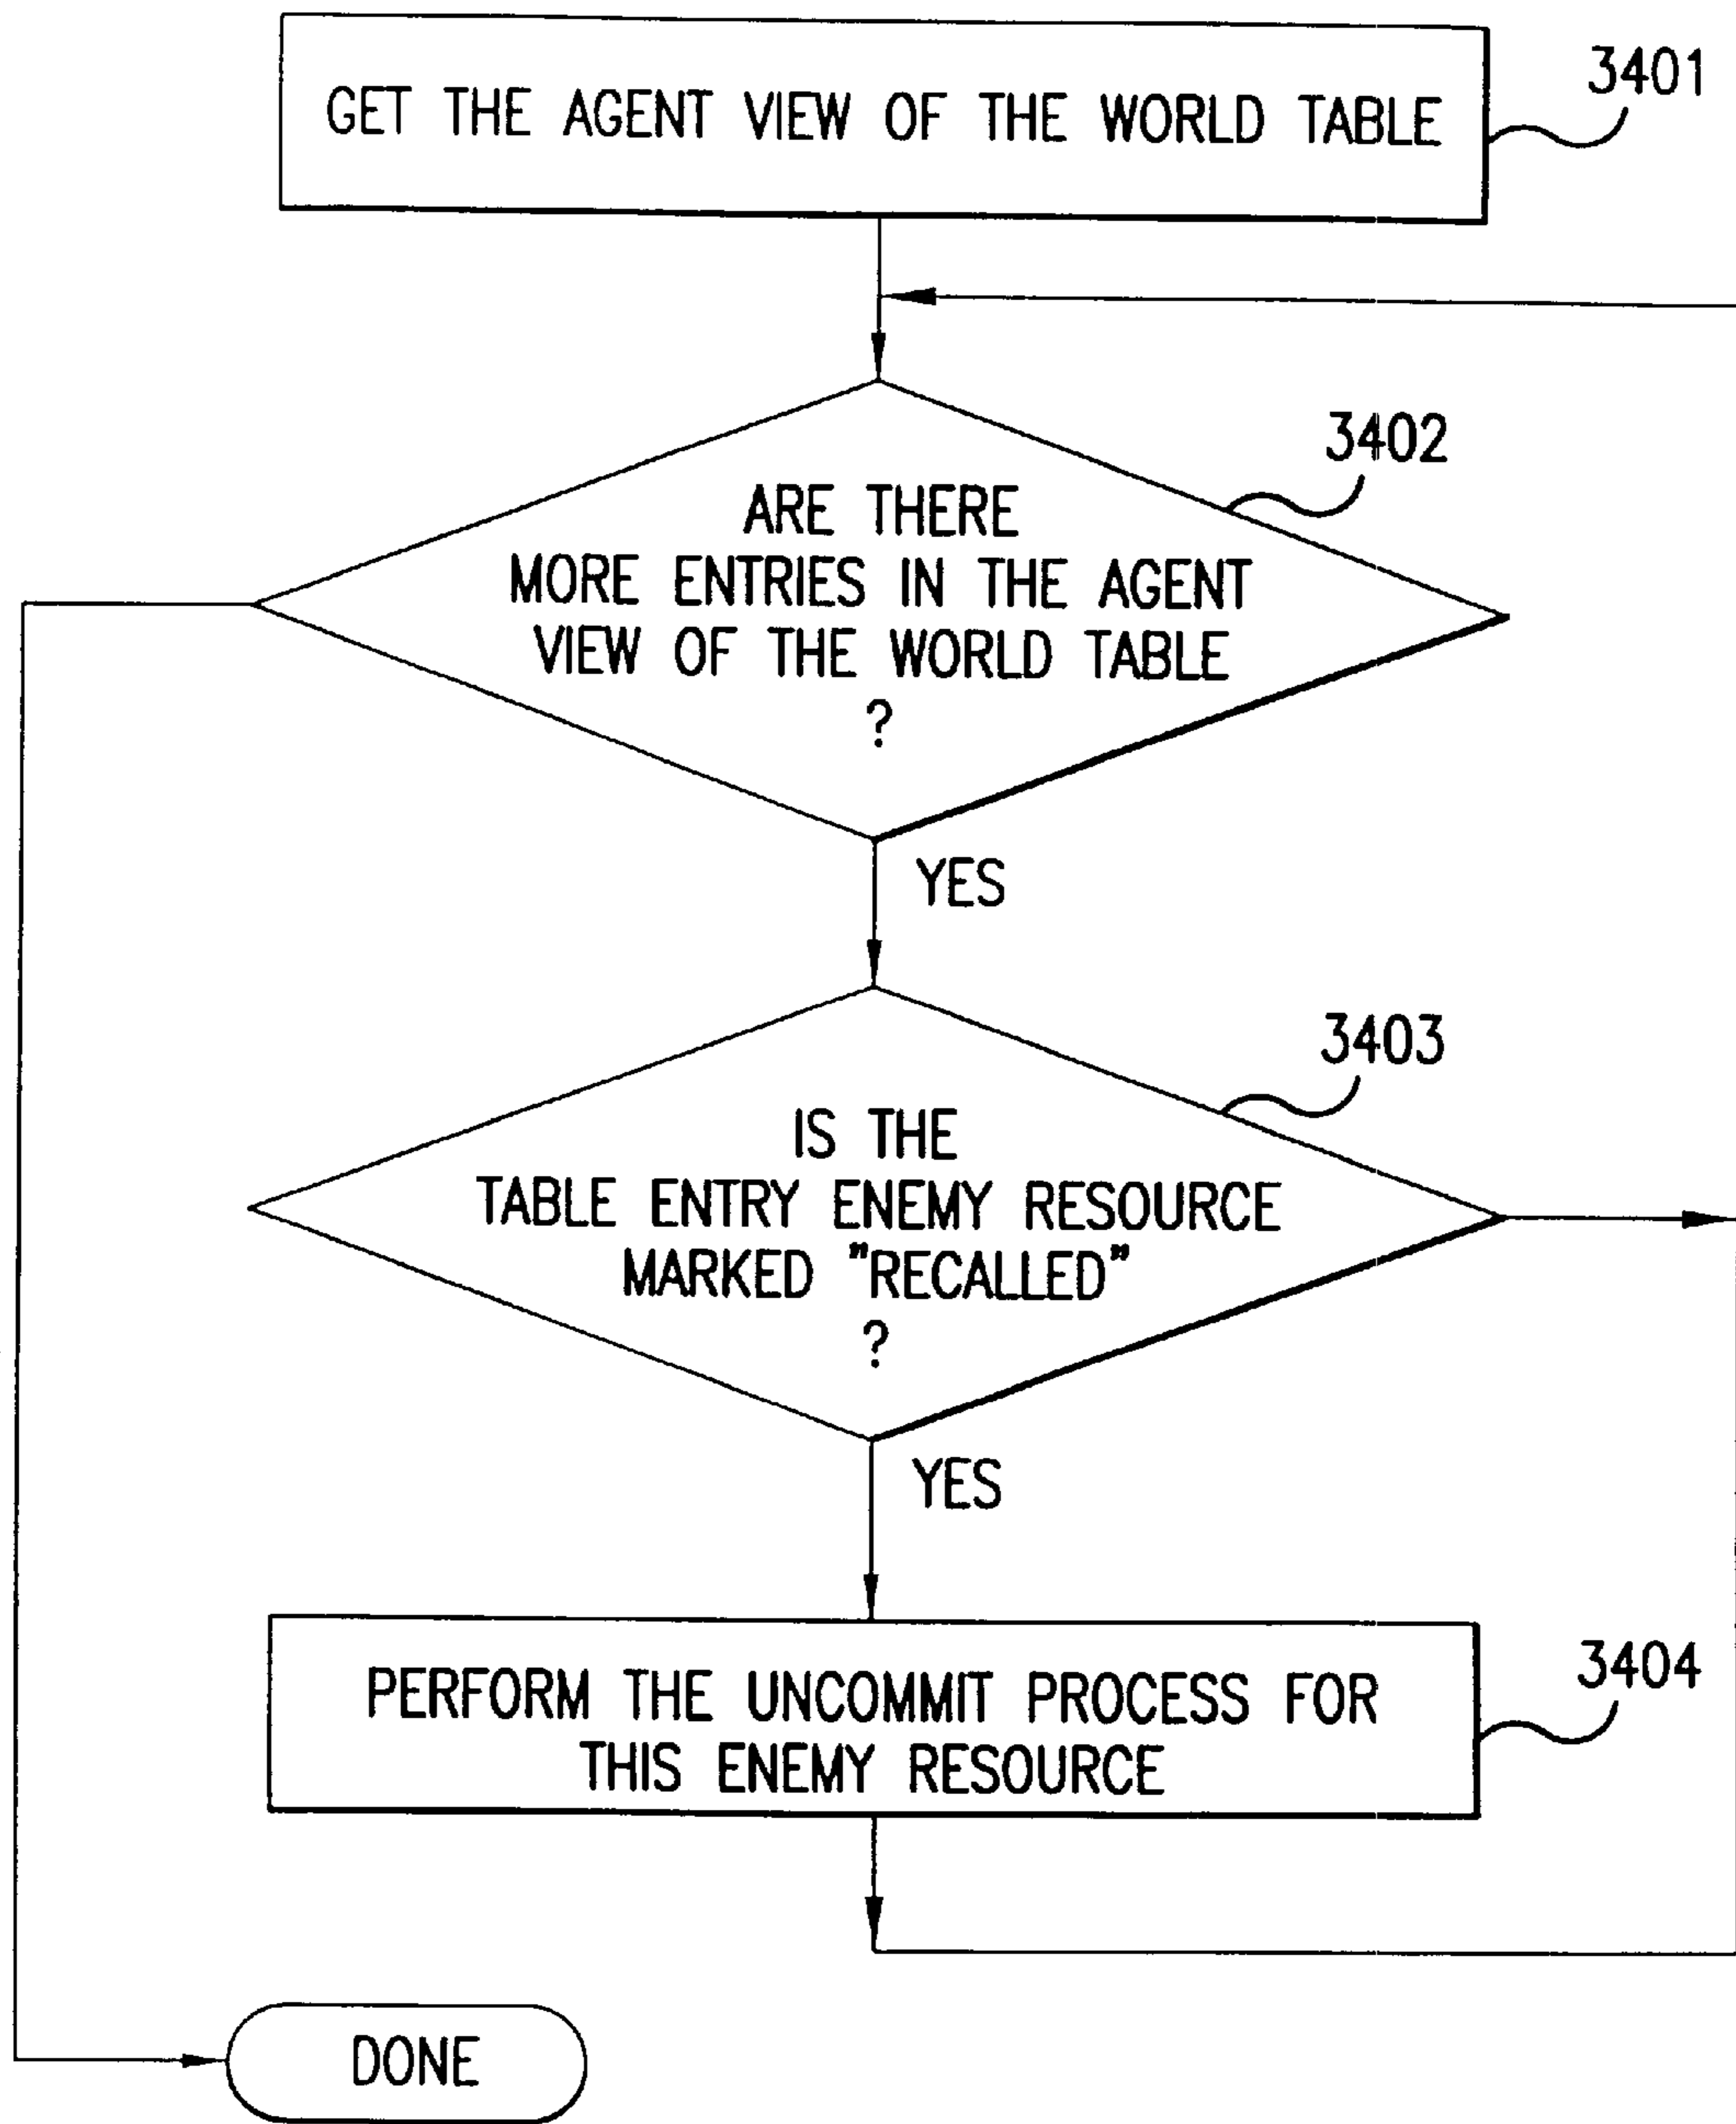 GET THE AGENT VIEW OF THE WORLD TABLE
3401
3402
ARE THERE
MORE ENTRIES IN THE AGENT
VIEW OF THE WORLD TABLE
?
YES
3403
IS THE
TABLE ENTRY ENEMY RESOURCE
MARKED "RECALLED"
?
YES
PERFORM THE UNCOMMIT PROCESS FOR
THIS ENEMY RESOURCE
3404
DONE